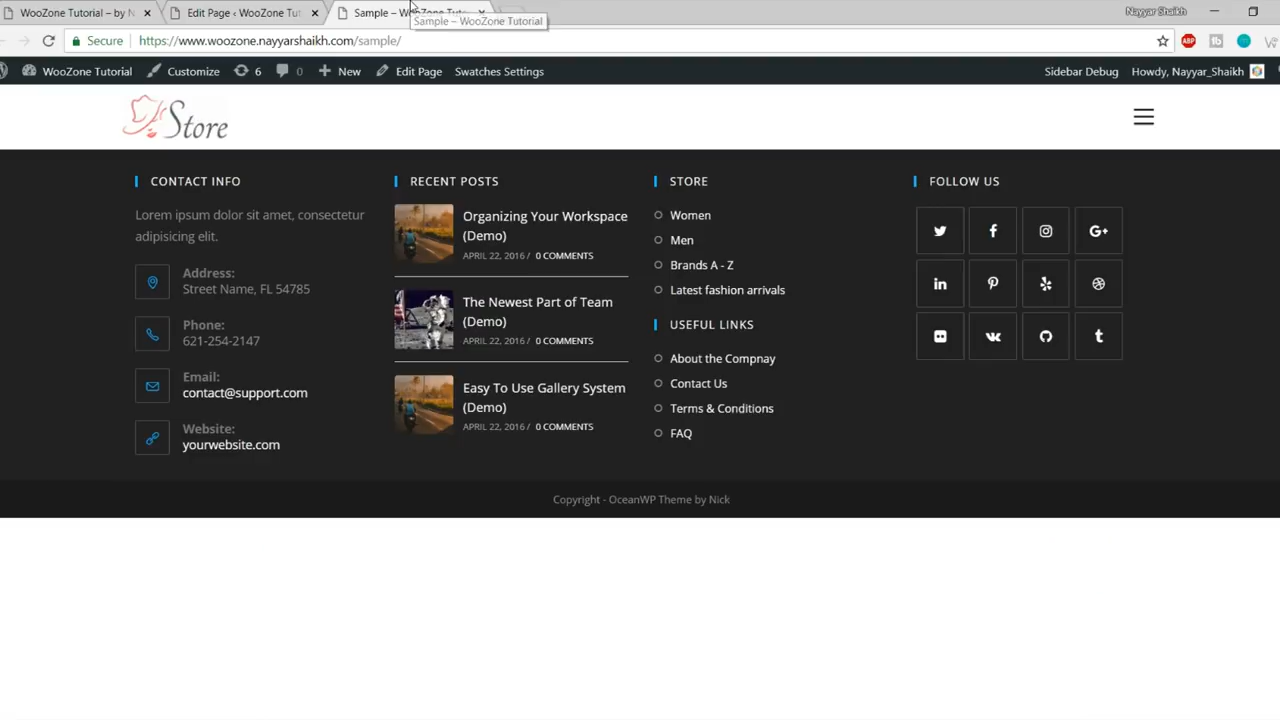 WooZone Tutorial – by N
Edit Page ‹ WooZone Tut
Sample – WooZone Tuto
Sample – WooZone Tutorial
Nayyar Shaikh
Secure
https://www.woozone.nayyarshaikh.com/sample/
ABP
WooZone Tutorial
Customize
6
0
New
Edit Page
Swatches Settings
Sidebar Debug
Howdy, Nayyar_Shaikh
Store
CONTACT INFO
Lorem ipsum dolor sit amet, consectetur
adipisicing elit.
Address:
Street Name, FL 54785
Phone:
621-254-2147
Email:
contact@support.com
Website:
yourwebsite.com
RECENT POSTS
Organizing Your Workspace
(Demo)
APRIL 22, 2016 / 0 COMMENTS
The Newest Part of Team
(Demo)
APRIL 22, 2016 / 0 COMMENTS
Easy To Use Gallery System
(Demo)
APRIL 22, 2016 / 0 COMMENTS
STORE
Women
Men
Brands A - Z
Latest fashion arrivals
USEFUL LINKS
About the Compnay
Contact Us
Terms & Conditions
FAQ
FOLLOW US
Copyright - OceanWP Theme by Nick